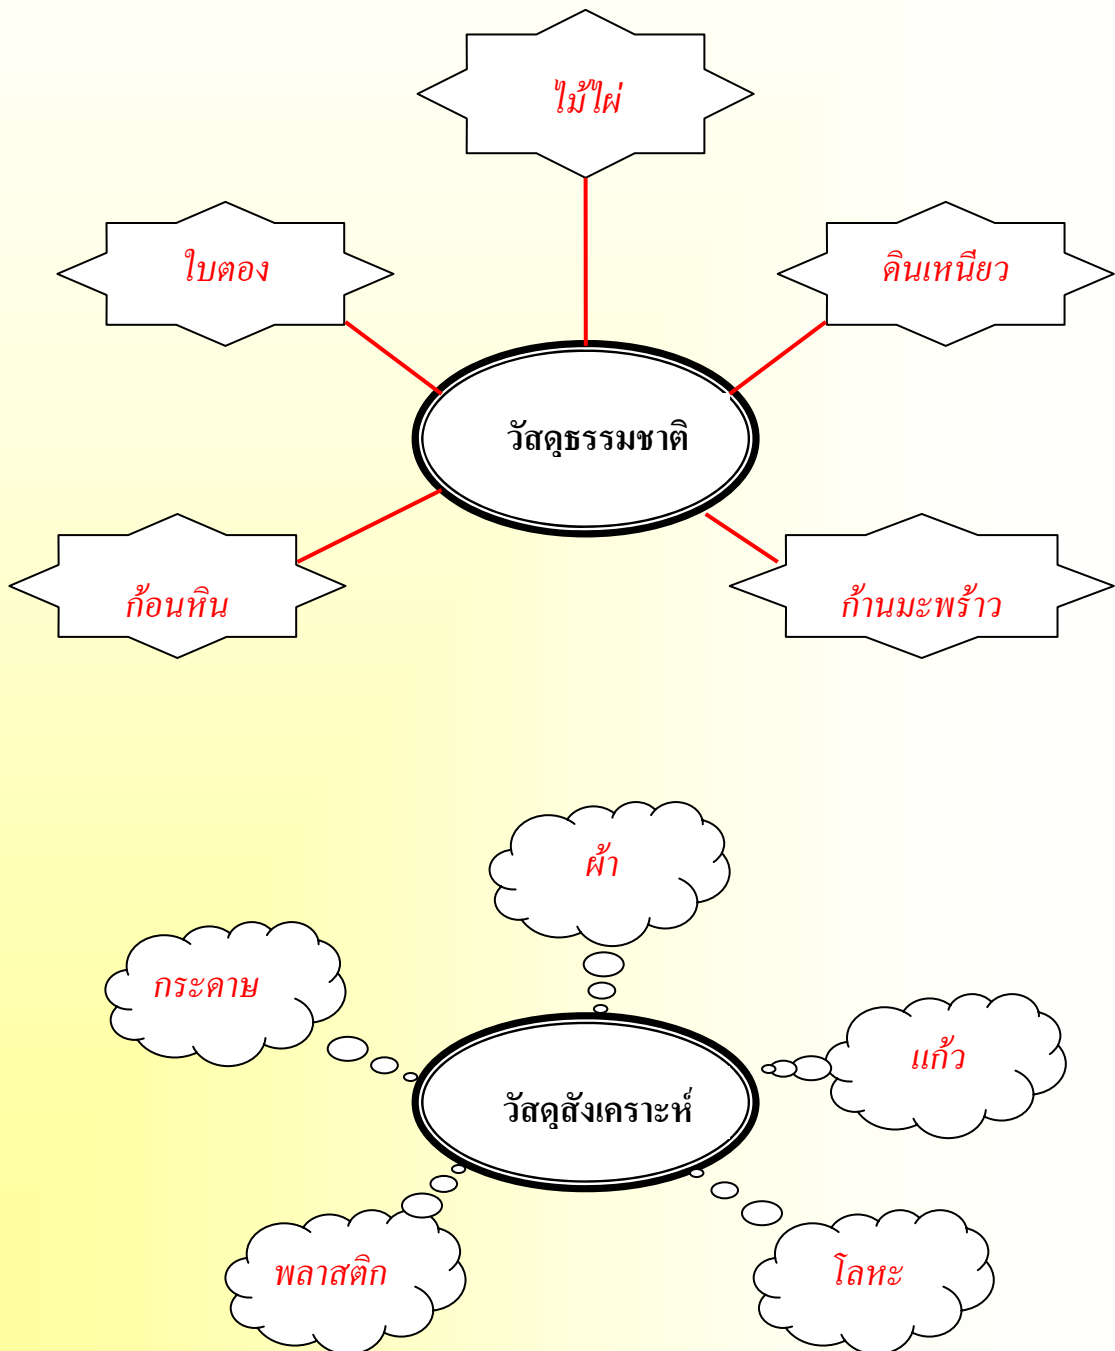 ไม้ไผ่
ใบตอง
ดินเหนียว
วัสดุธรรมชาติ
ก้อนหิน
ก้านมะพร้าว
ผ้า
กระดาษ
แก้ว
วัสดุสังเคราะห์
พลาสติก
โลหะ